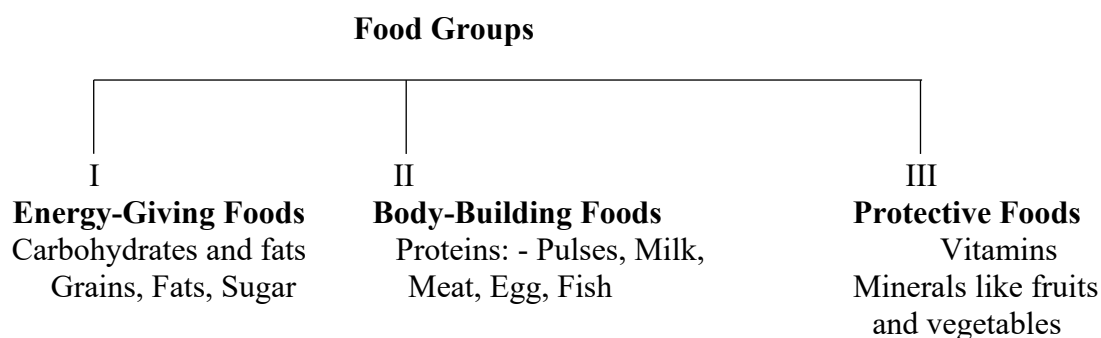 Food Groups
I
Energy-Giving Foods
Carbohydrates and fats
Grains, Fats, Sugar
II
Body-Building Foods
Proteins: - Pulses, Milk,
Meat, Egg, Fish
III
Protective Foods
Vitamins
Minerals like fruits
and vegetables